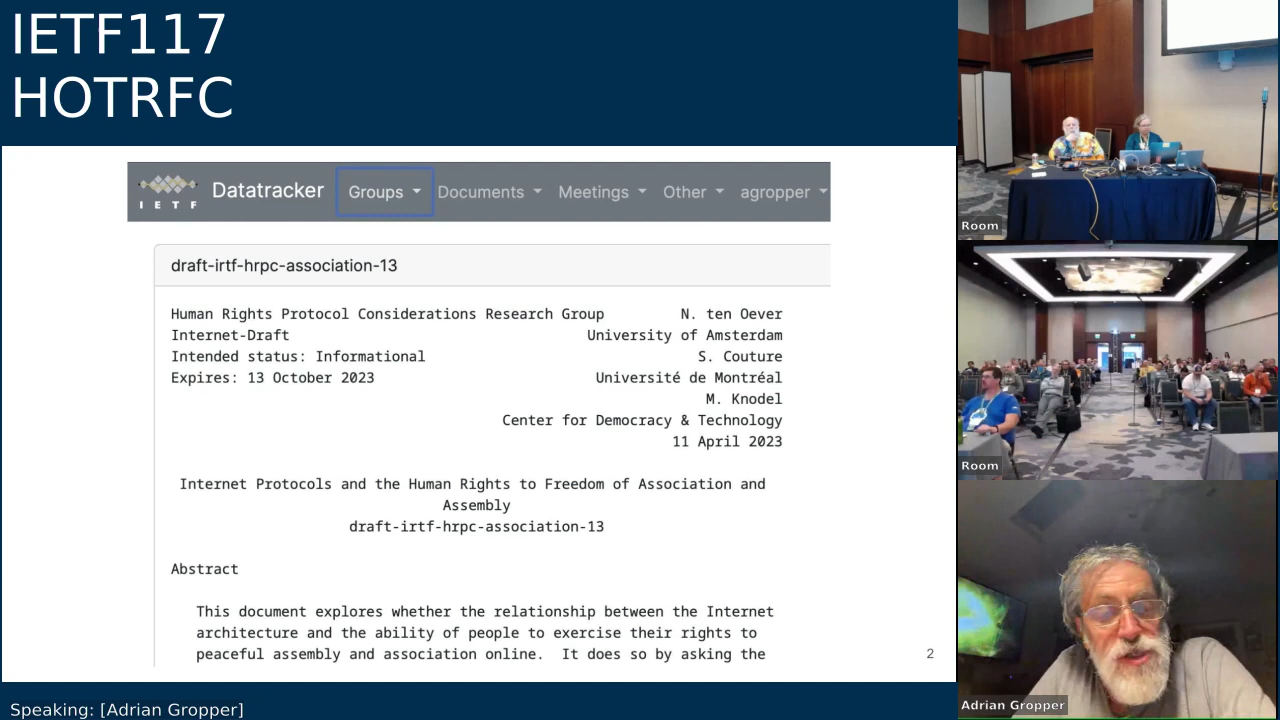 IETF117
HOTRFC
IETF Datatracker Groups Documents Meetings Other agropper
draft-irtf-hrpc-association-13
Human Rights Protocol Considerations Research Group N. ten Oever
Internet-Draft University of Amsterdam
Intended status: Informational S. Couture
Expires: 13 October 2023 Université de Montréal
M. Knodel
Center for Democracy & Technology
11 April 2023
Internet Protocols and the Human Rights to Freedom of Association and
Assembly
draft-irtf-hrpc-association-13
Abstract
This document explores whether the relationship between the Internet
architecture and the ability of people to exercise their rights to
peaceful assembly and association online. It does so by asking the
2
Speaking: [Adrian Gropper]
Room
Room
Adrian Gropper